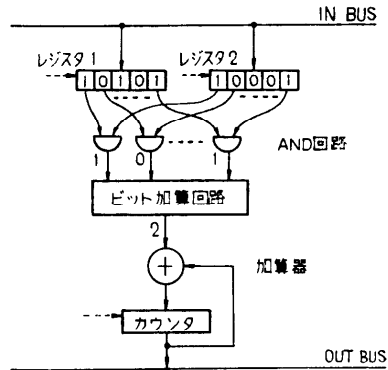 IN BUS
レジスタ1 レジスタ2
1 0 1 0 1 1 0 0 0 1
AND回路
1 0 1
ビット加算回路
2
+ 加算器
カウンタ
OUT BUS